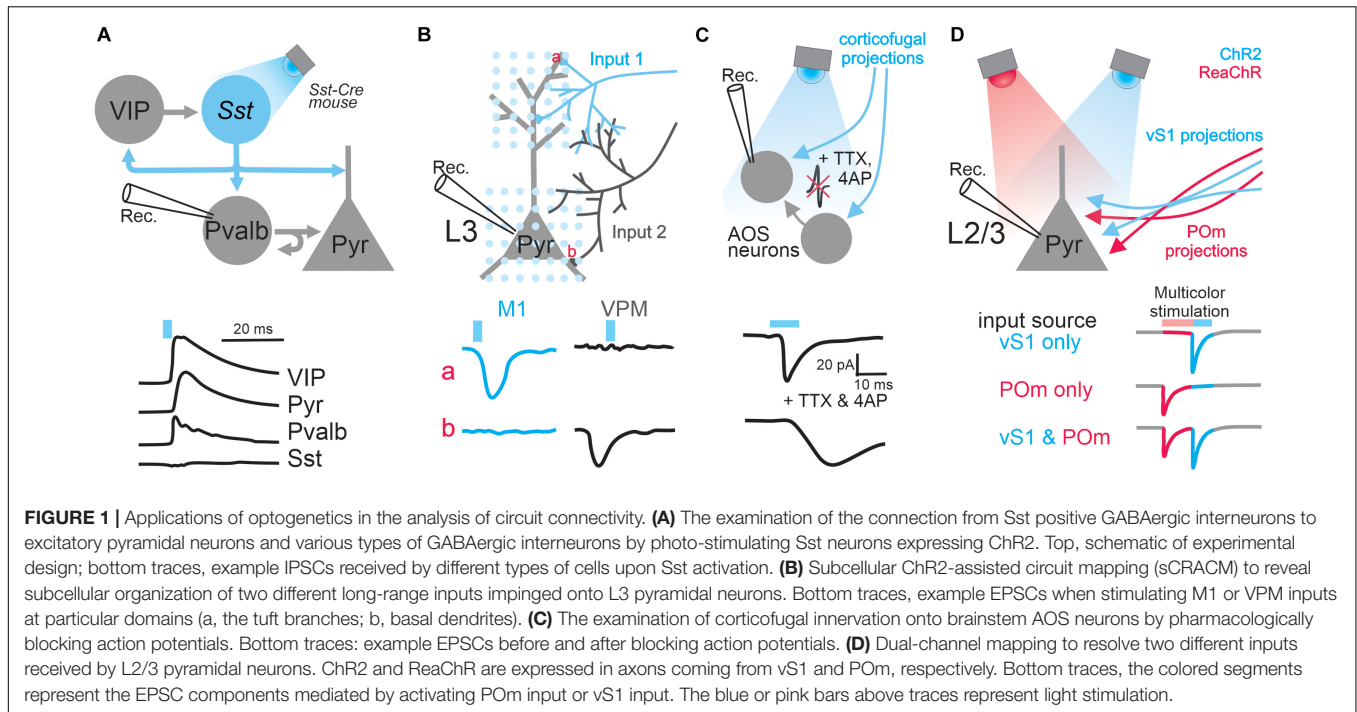 A
VIP
Sst
Sst-Cre
mouse
Rec.
Pvalb
Pyr
20 ms
VIP
Pyr
Pvalb
Sst
B
a
Input 1
Rec.
L3
Pyr
Input 2
b
M1
VPM
a
b
C
corticofugal
projections
Rec.
+ TTX,
4AP
AOS
neurons
20 pA
10 ms
+ TTX & 4AP
D
ChR2
ReaChR
vS1 projections
Rec.
L2/3
Pyr
POm
projections
Multicolor
stimulation
input source
vS1 only
POm only
vS1 & POm
FIGURE 1 | Applications of optogenetics in the analysis of circuit connectivity. (A) The examination of the connection from Sst positive GABAergic interneurons to
excitatory pyramidal neurons and various types of GABAergic interneurons by photo-stimulating Sst neurons expressing ChR2. Top, schematic of experimental
design; bottom traces, example IPSCs received by different types of cells upon Sst activation. (B) Subcellular ChR2-assisted circuit mapping (sCRACM) to reveal
subcellular organization of two different long-range inputs impinged onto L3 pyramidal neurons. Bottom traces, example EPSCs when stimulating M1 or VPM inputs
at particular domains (a, the tuft branches; b, basal dendrites). (C) The examination of corticofugal innervation onto brainstem AOS neurons by pharmacologically
blocking action potentials. Bottom traces: example EPSCs before and after blocking action potentials. (D) Dual-channel mapping to resolve two different inputs
received by L2/3 pyramidal neurons. ChR2 and ReaChR are expressed in axons coming from vS1 and POm, respectively. Bottom traces, the colored segments
represent the EPSC components mediated by activating POm input or vS1 input. The blue or pink bars above traces represent light stimulation.